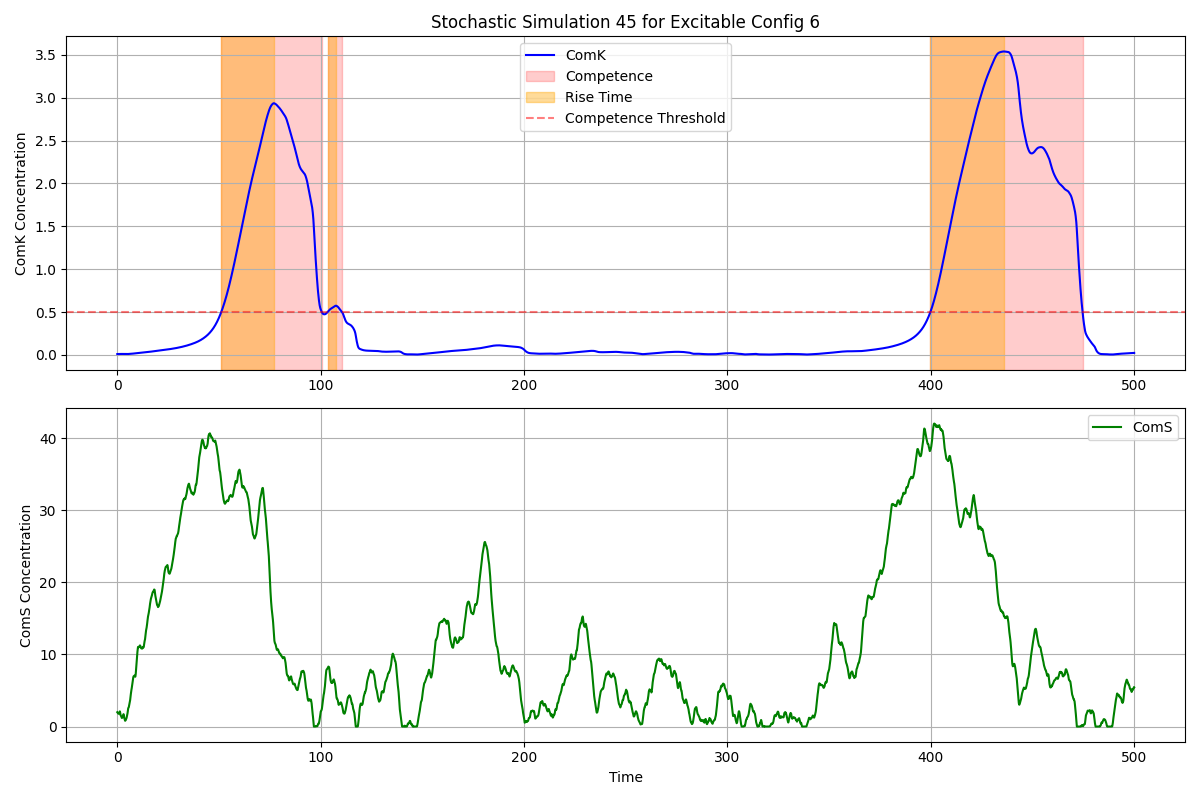 Stochastic Simulation 45 for Excitable Config 6
ComK Concentration
3.5
3.0
2.5
2.0
1.5
1.0
0.5
0.0
ComK
Competence
Rise Time
Competence Threshold
0 100 200 300 400 500
ComS Concentration
40
30
20
10
0
ComS
0 100 200 300 400 500
Time